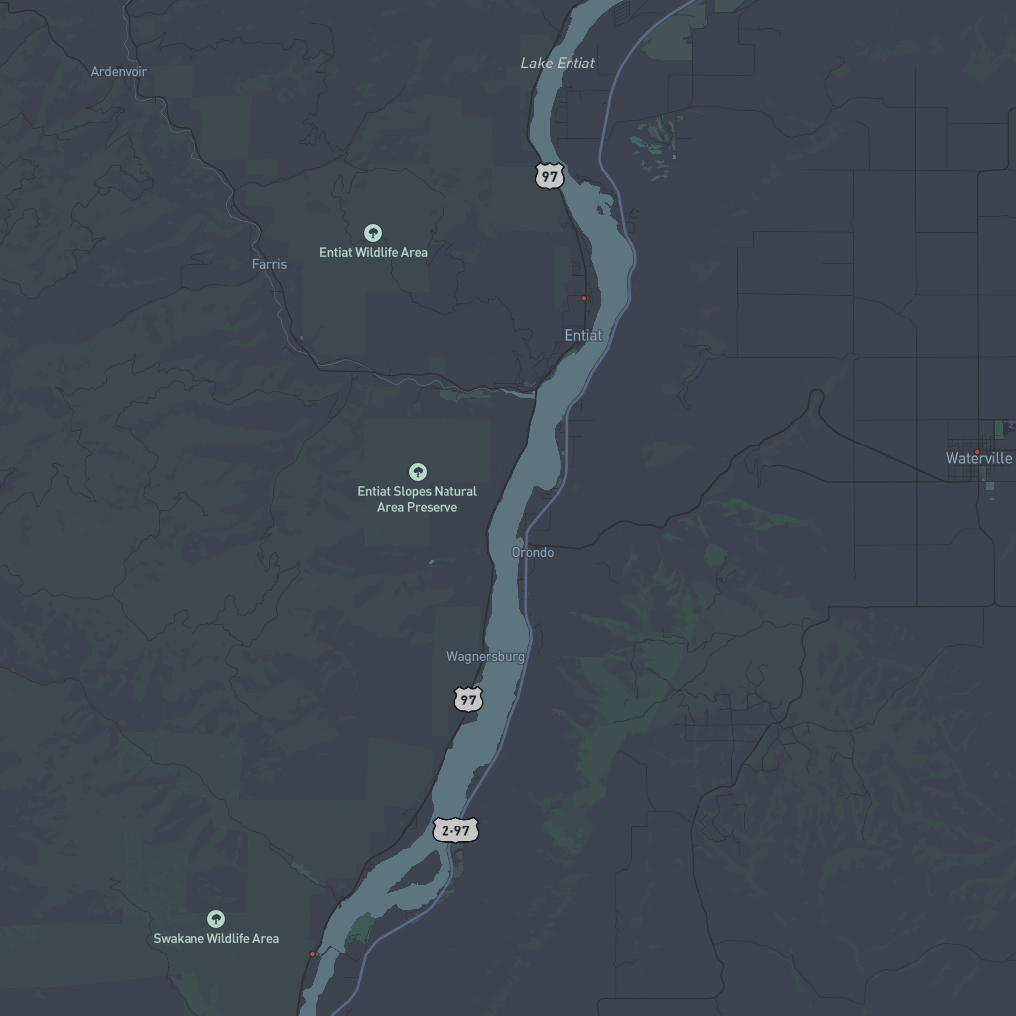 Lake Entiat
Ardenvoir
97
Entiat Wildlife Area
Farris
Entiat
2
Waterville
Entiat Slopes Natural
Area Preserve
Orondo
Wagnersburg
97
2-97
Swakane Wildlife Area